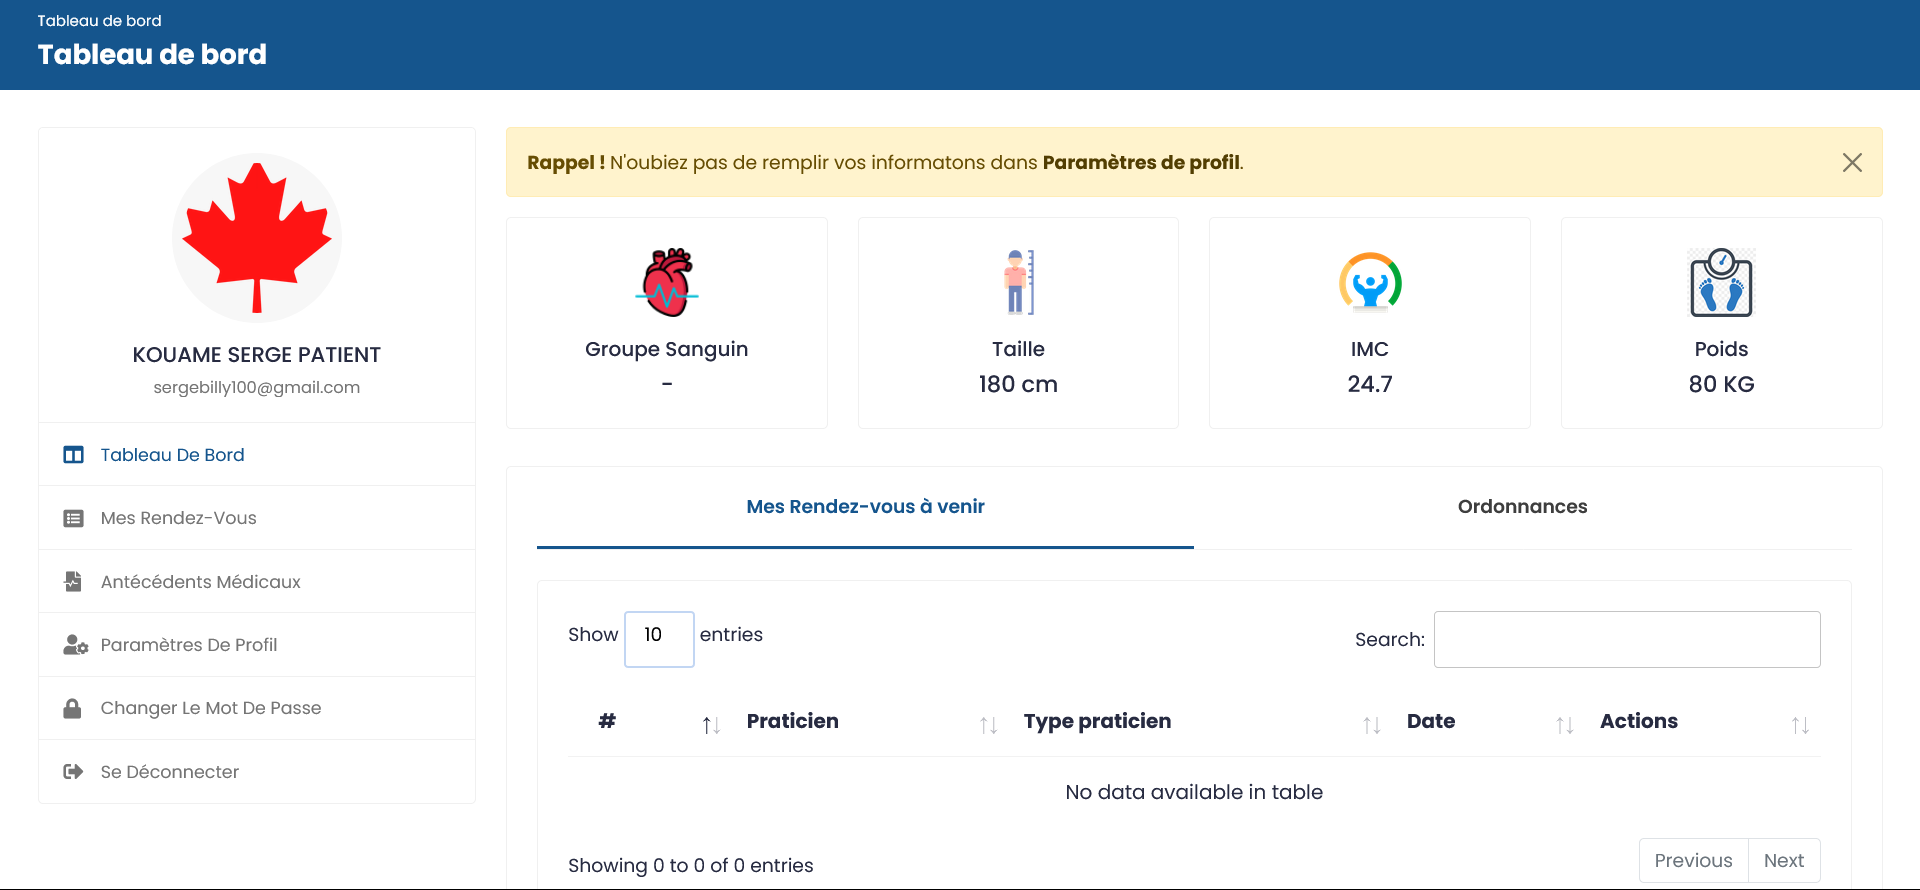 Tableau de bord
Tableau de bord
KOUAME SERGE PATIENT
sergebilly100@gmail.com
Tableau De Bord
Mes Rendez-Vous
Antécédents Médicaux
Paramètres De Profil
Changer Le Mot De Passe
Se Déconnecter
Rappel ! N'oubiez pas de remplir vos informatons dans Paramètres de profil.
Groupe Sanguin
-
Taille
180 cm
IMC
24.7
Poids
80 KG
Mes Rendez-vous à venir
Ordonnances
Show 10 entries
Search:
# Praticien Type praticien Date Actions
No data available in table
Showing 0 to 0 of 0 entries
Previous Next